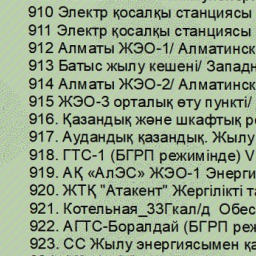 910 Электр қосалқы станциясы
911 Электр қосалқы станциясы
912 Алматы ЖЭО-1/ Алматинск
913 Батыс жылу кешені/ Запад
914 Алматы ЖЭО-2/ Алматинск
915 ЖЭО-3 орталық өту пункті/
916. Қазандық және шкафтық р
917. Аудандық қазандық. Жылу
918. ГТС-1 (БГРП режимінде) V
919. АҚ «АлЭС» ЖЭО-1 Энерги
920. ЖТҚ "Атакент" Жергілікті т
921. Котельная_33Гкал/д Обес
922. АГТС-Боралдай (БГРП реж
923. СС Жылу энергиясымен қа